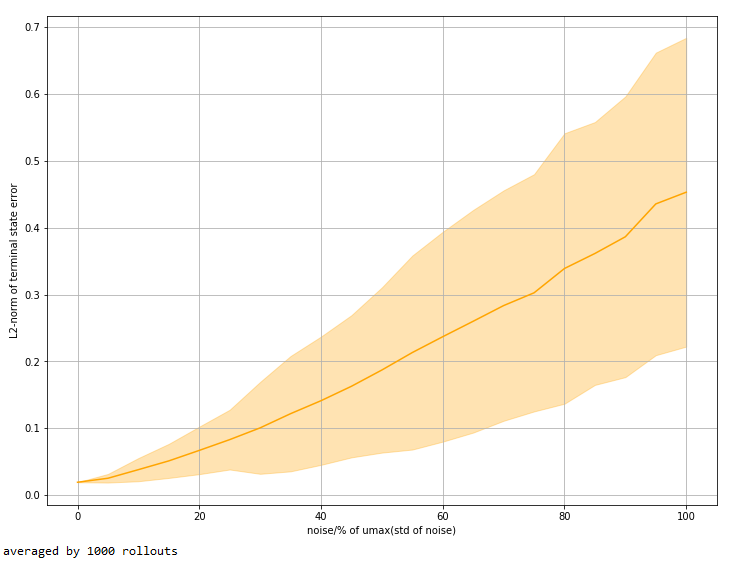 0.7
0.6
0.5
0.4
0.3
0.2
0.1
0.0
L2-norm of terminal state error
0 20 40 60 80 100
noise/% of umax(std of noise)
averaged by 1000 rollouts